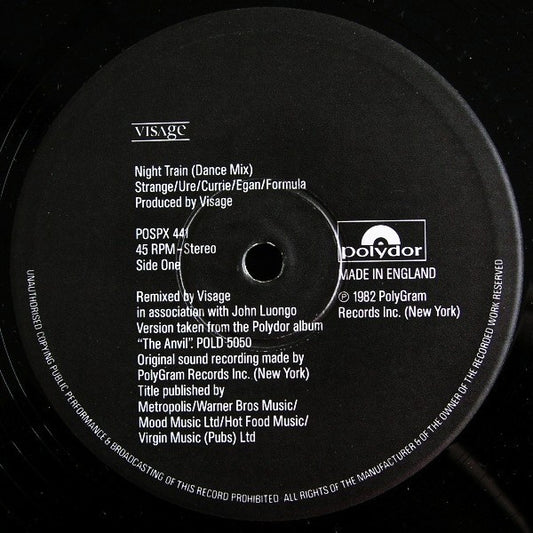 VISAGE
Night Train (Dance Mix)
Strange/Ure/Currie/Egan/Formula
Produced by Visage
POSPX 441
45 RPM-Stereo
Side One
polydor
MADE IN ENGLAND
℗ 1982 PolyGram
Records Inc. (New York)
Remixed by Visage
in association with John Luongo
Version taken from the Polydor album
"The Anvil". POLD 5050
Original sound recording made by
PolyGram Records Inc. (New York)
Title published by
Metropolis/Warner Bros Music/
Mood Music Ltd/Hot Food Music/
Virgin Music (Pubs) Ltd
UNAUTHORISED COPYING PUBLIC PERFORMANCE & BROADCASTING OF THIS RECORD PROHIBITED. ALL RIGHTS OF THE MANUFACTURER & OF THE OWNER OF THE RECORDED WORK RESERVED